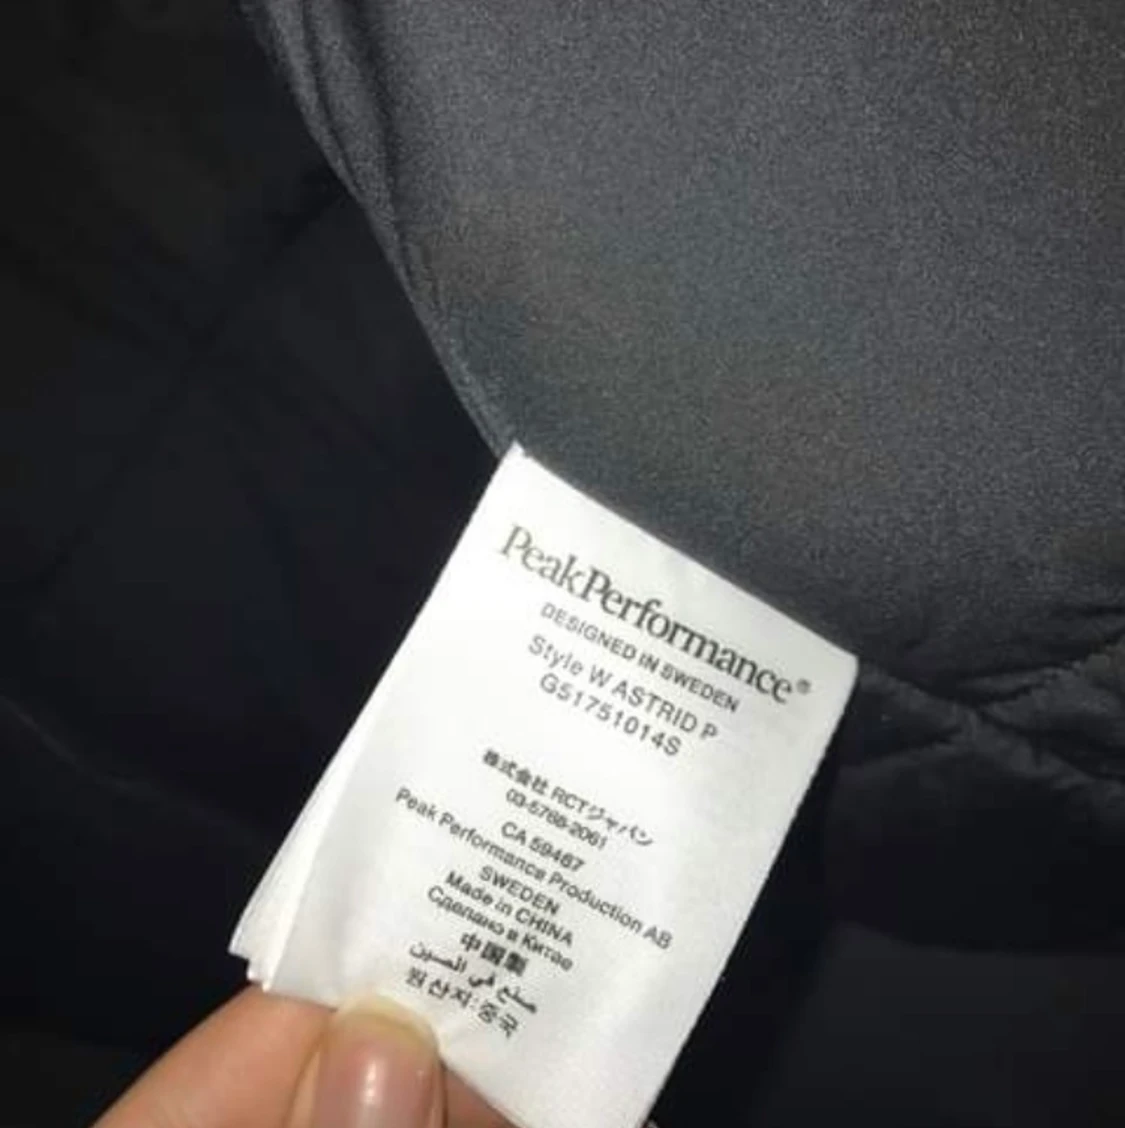 PeakPerformance®
DESIGNED IN SWEDEN
Style W ASTRID P
G51751014S
株式会社 RCTジャパン
03-5768-2061
CA 59467
Peak Performance Production AB
SWEDEN
Made in CHINA
Сделано в Китае
中国製
صنع في الصين
원산지: 중국